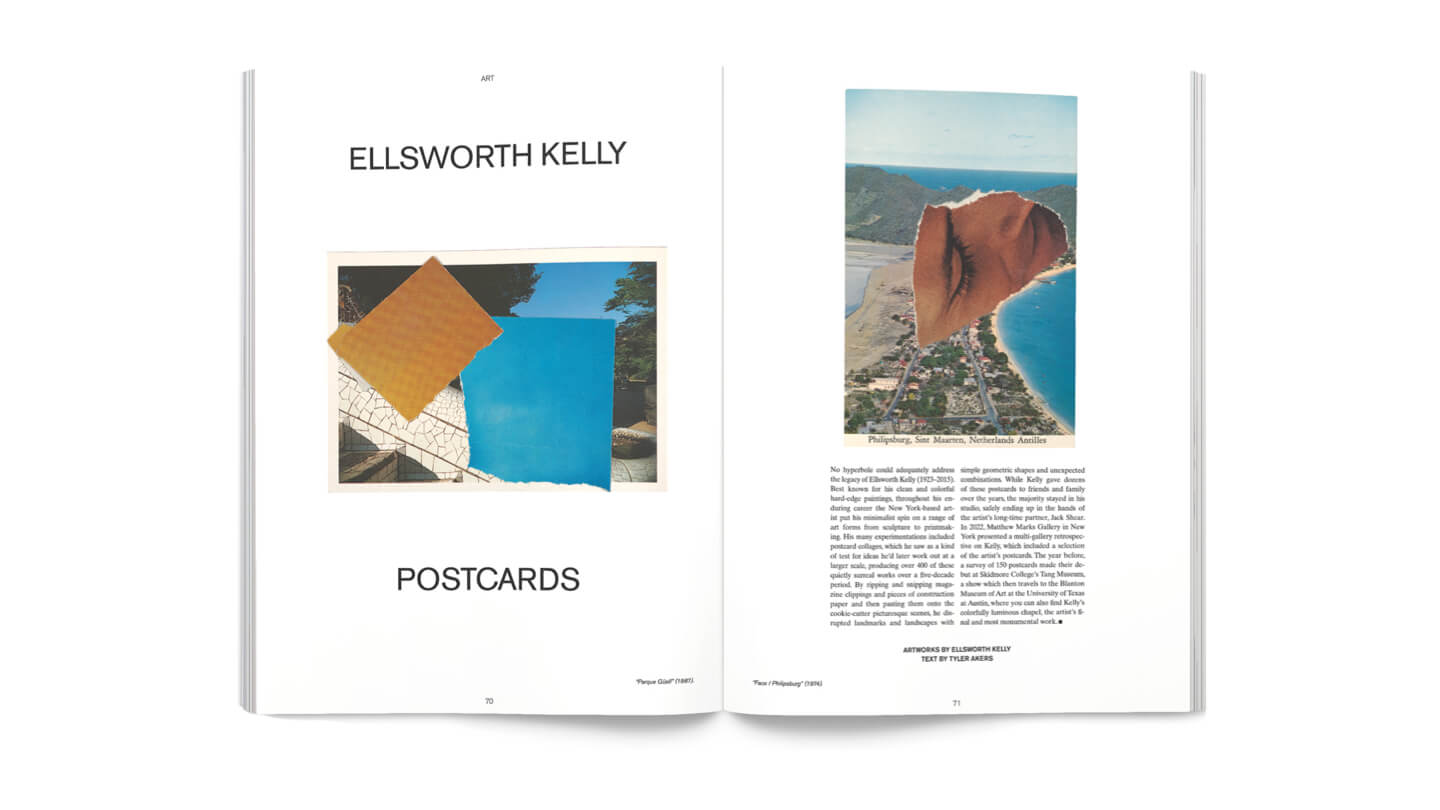 ART
ELLSWORTH KELLY
POSTCARDS
"Parque Güell" (1987).
70
Philipsburg, Sint Maarten, Netherlands Antilles
No hyperbole could adequately address
the legacy of Ellsworth Kelly (1923–2015).
Best known for his clean and colorful
hard-edge paintings, throughout his en-
during career the New York-based art-
ist put his minimalist spin on a range of
art forms from sculpture to printmak-
ing. His many experimentations included
postcard collages, which he saw as a kind
of test for ideas he'd later work out at a
larger scale, producing over 400 of these
quietly surreal works over a five-decade
period. By ripping and snipping maga-
zine clippings and pieces of construction
paper and then pasting them onto the
cookie-cutter picturesque scenes, he dis-
rupted landmarks and landscapes with
simple geometric shapes and unexpected
combinations. While Kelly gave dozens
of these postcards to friends and family
over the years, the majority stayed in his
studio, safely ending up in the hands of
the artist's long-time partner, Jack Shear.
In 2022, Matthew Marks Gallery in New
York presented a multi-gallery retrospec-
tive on Kelly, which included a selection
of the artist's postcards. The year before,
a survey of 150 postcards made their de-
but at Skidmore College's Tang Museum,
a show which then travels to the Blanton
Museum of Art at the University of Texas
at Austin, where you can also find Kelly's
colorfully luminous chapel, the artist's fi-
nal and most monumental work.■
ARTWORKS BY ELLSWORTH KELLY
TEXT BY TYLER AKERS
"Face / Philipsburg" (1974).
71